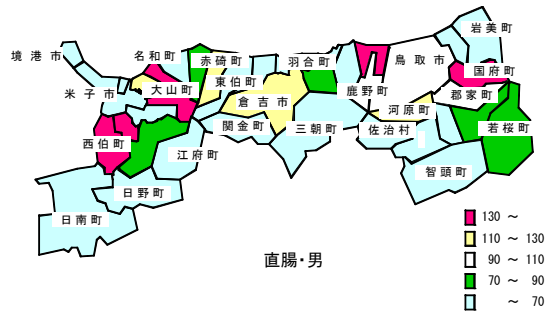 岩美町
境港市
名和町
赤碕町
羽合町
鳥取市
国府町
東伯町
米子市
大山町
鹿野町
郡家町
倉吉市
河原町
関金町
三朝町
佐治村
若桜町
西伯町
江府町
智頭町
日野町
日南町
直腸・男
130 ～
110 ～ 130
90 ～ 110
70 ～ 90
～ 70